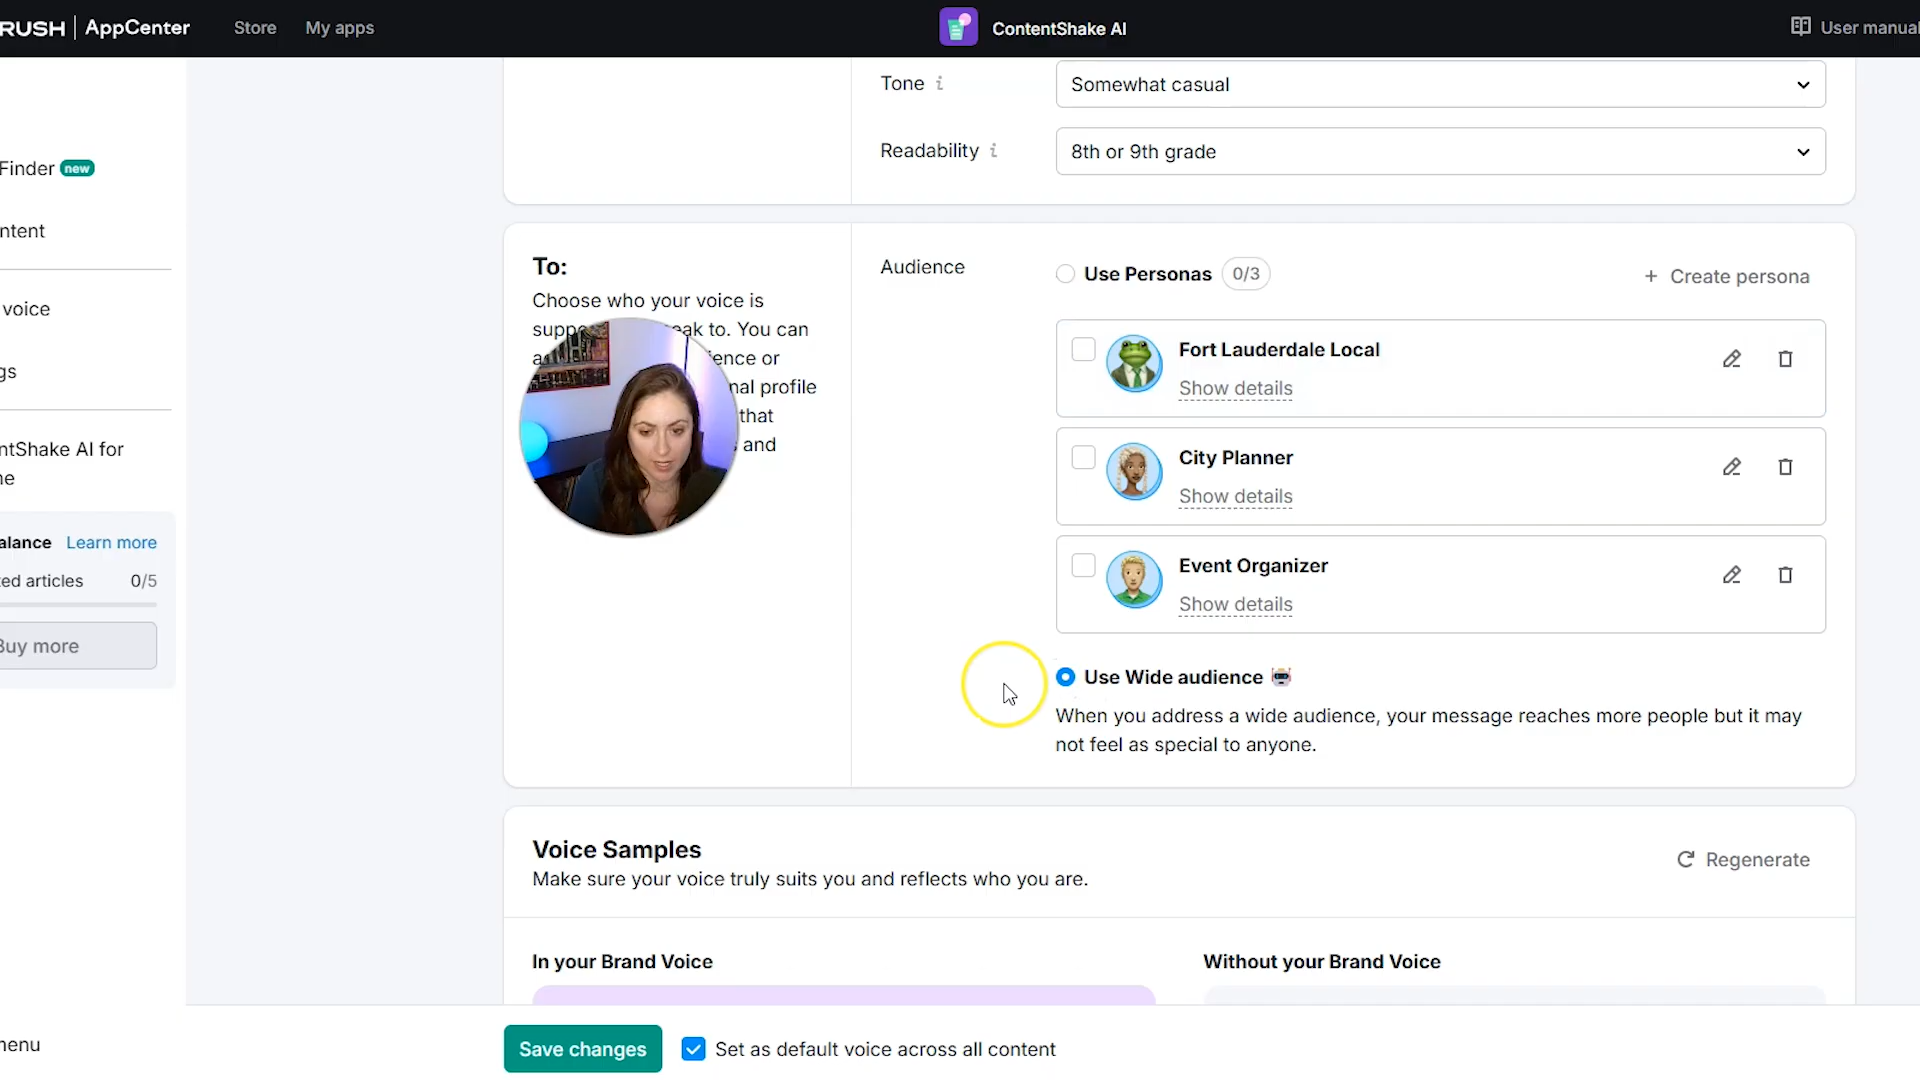 RUSH | AppCenter
Store
My apps
ContentShake AI
User manual
Finder new
ntent
voice
gs
ntShake AI for
ne
alance Learn more
ted articles 0/5
Buy more
menu
Tone i
Somewhat casual
Readability i
8th or 9th grade
To:
Choose who your voice is
supp eak to. You can
a ience or
nal profile
that
and
Audience
Use Personas 0/3
+ Create persona
Fort Lauderdale Local
Show details
City Planner
Show details
Event Organizer
Show details
Use Wide audience
When you address a wide audience, your message reaches more people but it may
not feel as special to anyone.
Voice Samples
Make sure your voice truly suits you and reflects who you are.
Regenerate
In your Brand Voice
Without your Brand Voice
Save changes
Set as default voice across all content